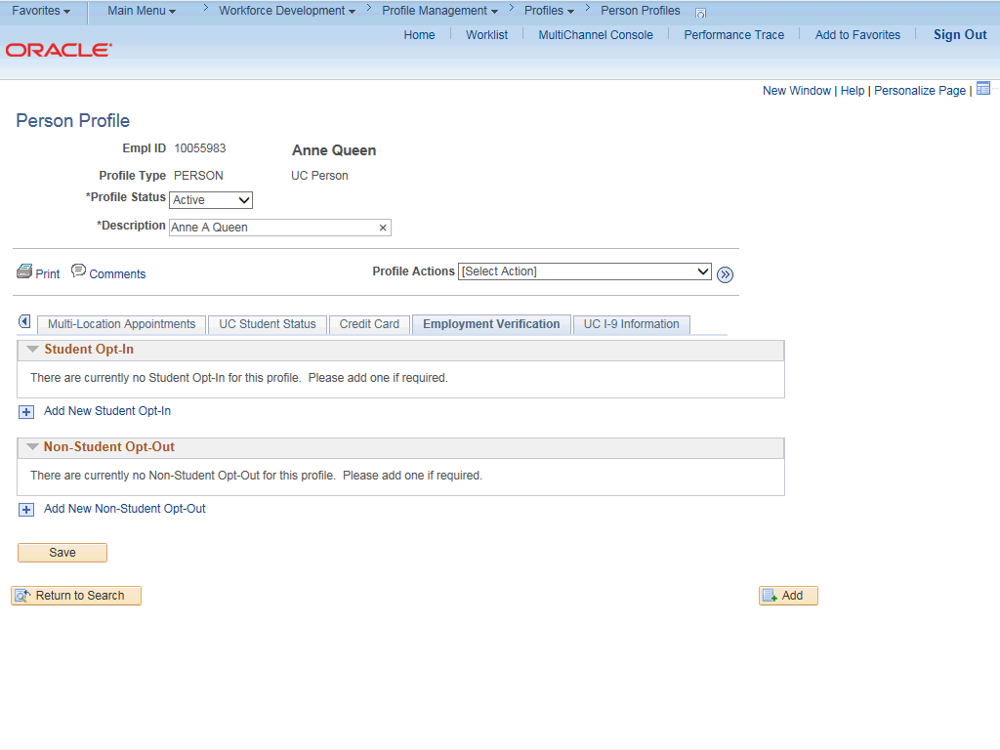 Favorites Main Menu > Workforce Development > Profile Management > Profiles > Person Profiles
Home Worklist MultiChannel Console Performance Trace Add to Favorites Sign Out
ORACLE
New Window | Help | Personalize Page |
Person Profile
Empl ID 10055983 Anne Queen
Profile Type PERSON UC Person
*Profile Status Active
*Description Anne A Queen ×
Print Comments Profile Actions [Select Action]
Multi-Location Appointments UC Student Status Credit Card Employment Verification UC I-9 Information
Student Opt-In
There are currently no Student Opt-In for this profile. Please add one if required.
Add New Student Opt-In
Non-Student Opt-Out
There are currently no Non-Student Opt-Out for this profile. Please add one if required.
Add New Non-Student Opt-Out
Save
Return to Search Add